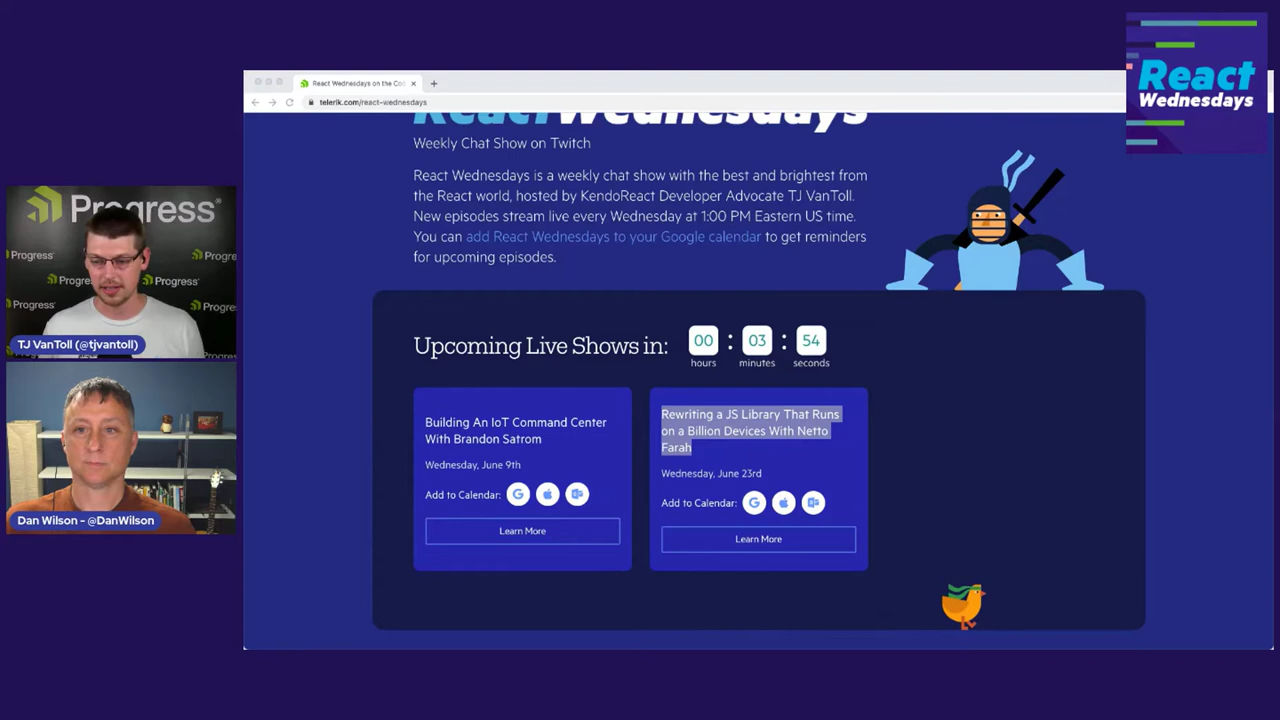 React
Wednesdays
React Wednesdays on the Co
telerik.com/react-wednesdays
React Wednesdays
Weekly Chat Show on Twitch
React Wednesdays is a weekly chat show with the best and brightest from
the React world, hosted by KendoReact Developer Advocate TJ VanToll.
New episodes stream live every Wednesday at 1:00 PM Eastern US time.
You can add React Wednesdays to your Google calendar to get reminders
for upcoming episodes.
Progress
Progress
Progress
Progress
Progress
TJ VanToll (@tjvantoll)
Dan Wilson - @DanWilson
Upcoming Live Shows in:
00 : 03 : 54
hours minutes seconds
Building An IoT Command Center
With Brandon Satrom
Wednesday, June 9th
Add to Calendar:
Learn More
Rewriting a JS Library That Runs
on a Billion Devices With Netto
Farah
Wednesday, June 23rd
Add to Calendar:
Learn More